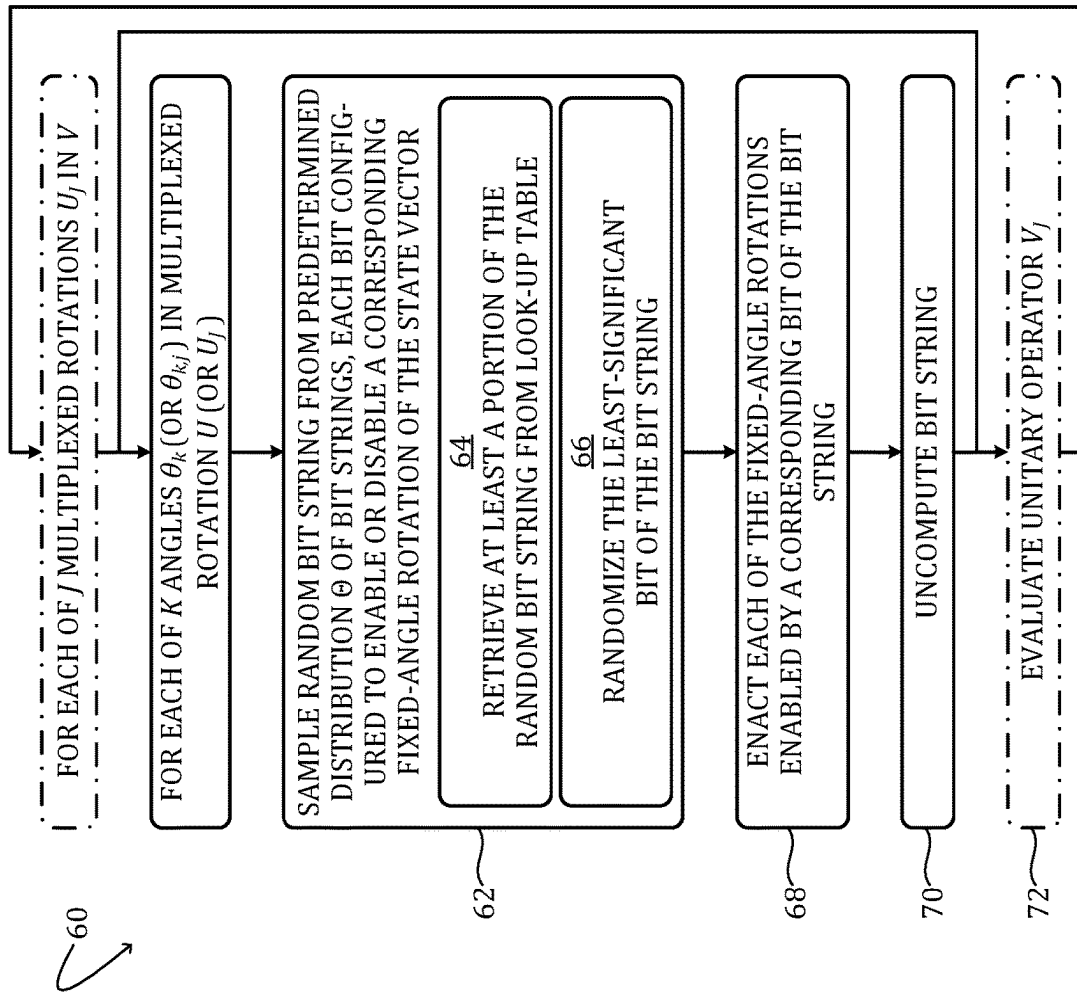 60
FOR EACH OF J MULTIPLEXED ROTATIONS U_J IN V
FOR EACH OF K ANGLES θ_k (OR θ_{k,j}) IN MULTIPLEXED
ROTATION U (OR U_J)
SAMPLE RANDOM BIT STRING FROM PREDETERMINED
DISTRIBUTION Θ OF BIT STRINGS, EACH BIT CONFIG-
URED TO ENABLE OR DISABLE A CORRESPONDING
FIXED-ANGLE ROTATION OF THE STATE VECTOR
64
RETRIEVE AT LEAST A PORTION OF THE
RANDOM BIT STRING FROM LOOK-UP TABLE
66
RANDOMIZE THE LEAST-SIGNIFICANT
BIT OF THE BIT STRING
62
ENACT EACH OF THE FIXED-ANGLE ROTATIONS
ENABLED BY A CORRESPONDING BIT OF THE BIT
STRING
68
UNCOMPUTE BIT STRING
70
EVALUATE UNITARY OPERATOR V_J
72